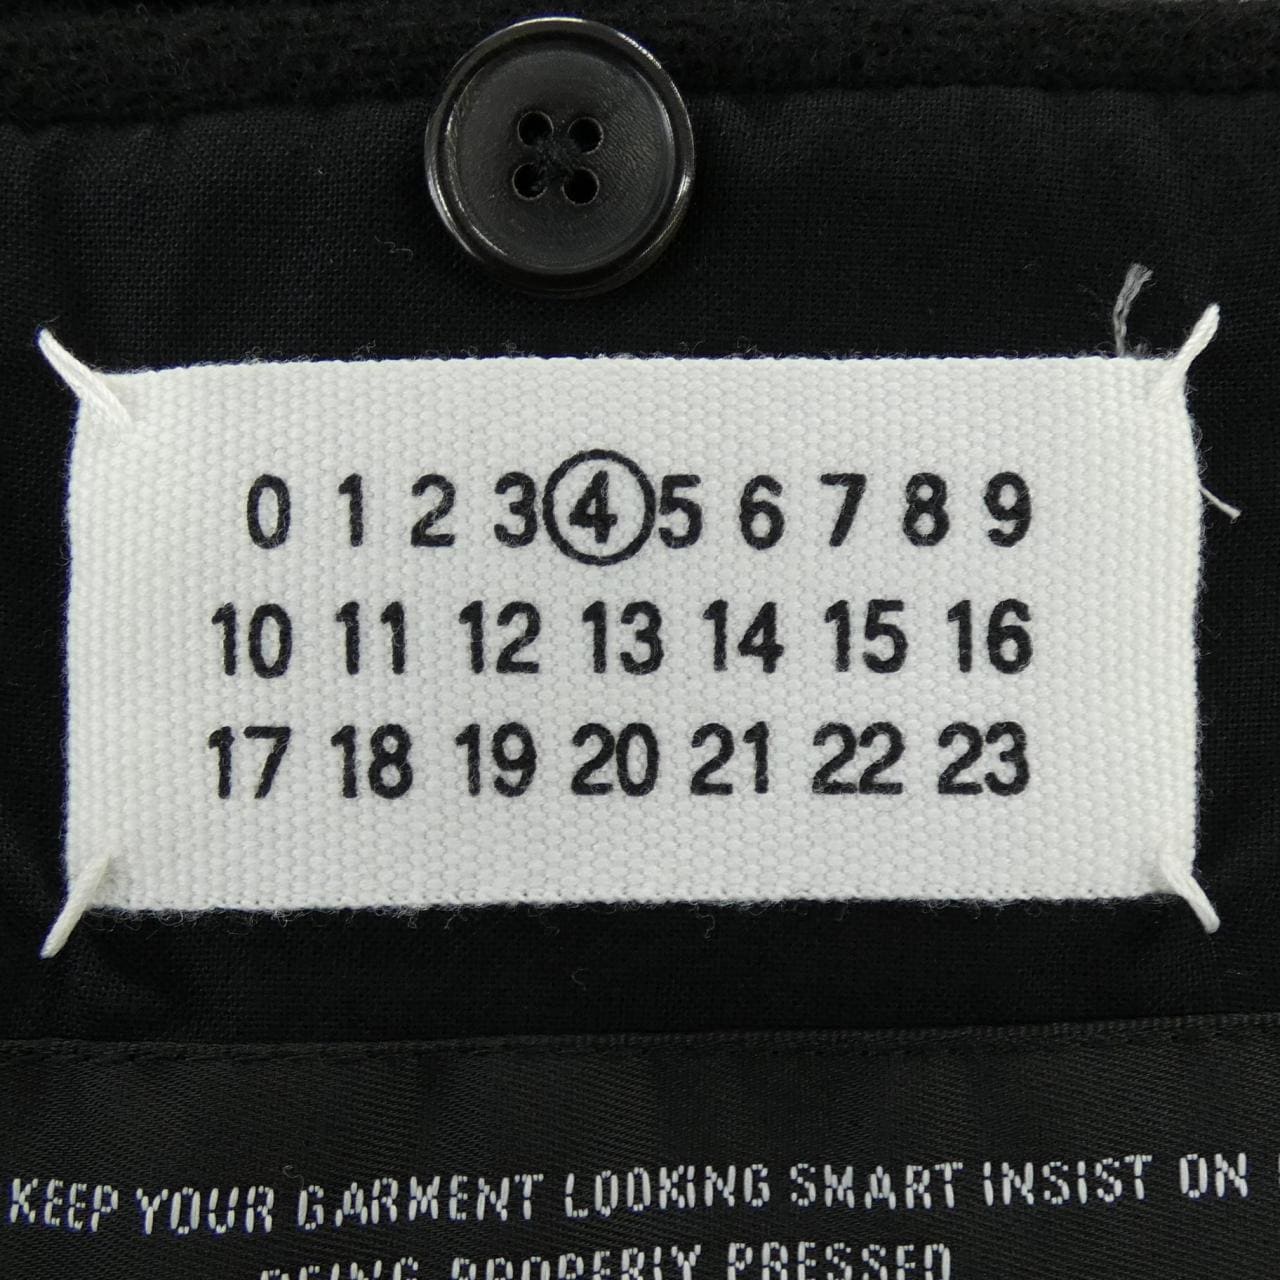 0 1 2 3 4 5 6 7 8 9
10 11 12 13 14 15 16
17 18 19 20 21 22 23
KEEP YOUR GARMENT LOOKING SMART INSIST ON
BEING PROPERLY PRESSED